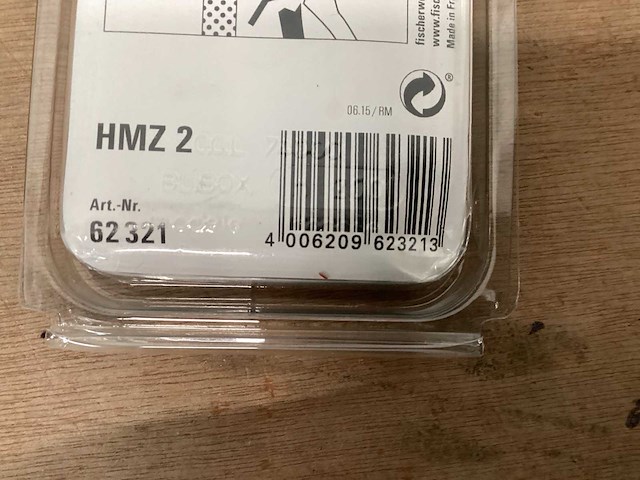 fischerw
www.fisc
Made in Fr
®
06.15/RM
HMZ 2
Art.-Nr.
62 321
4 006209 623213